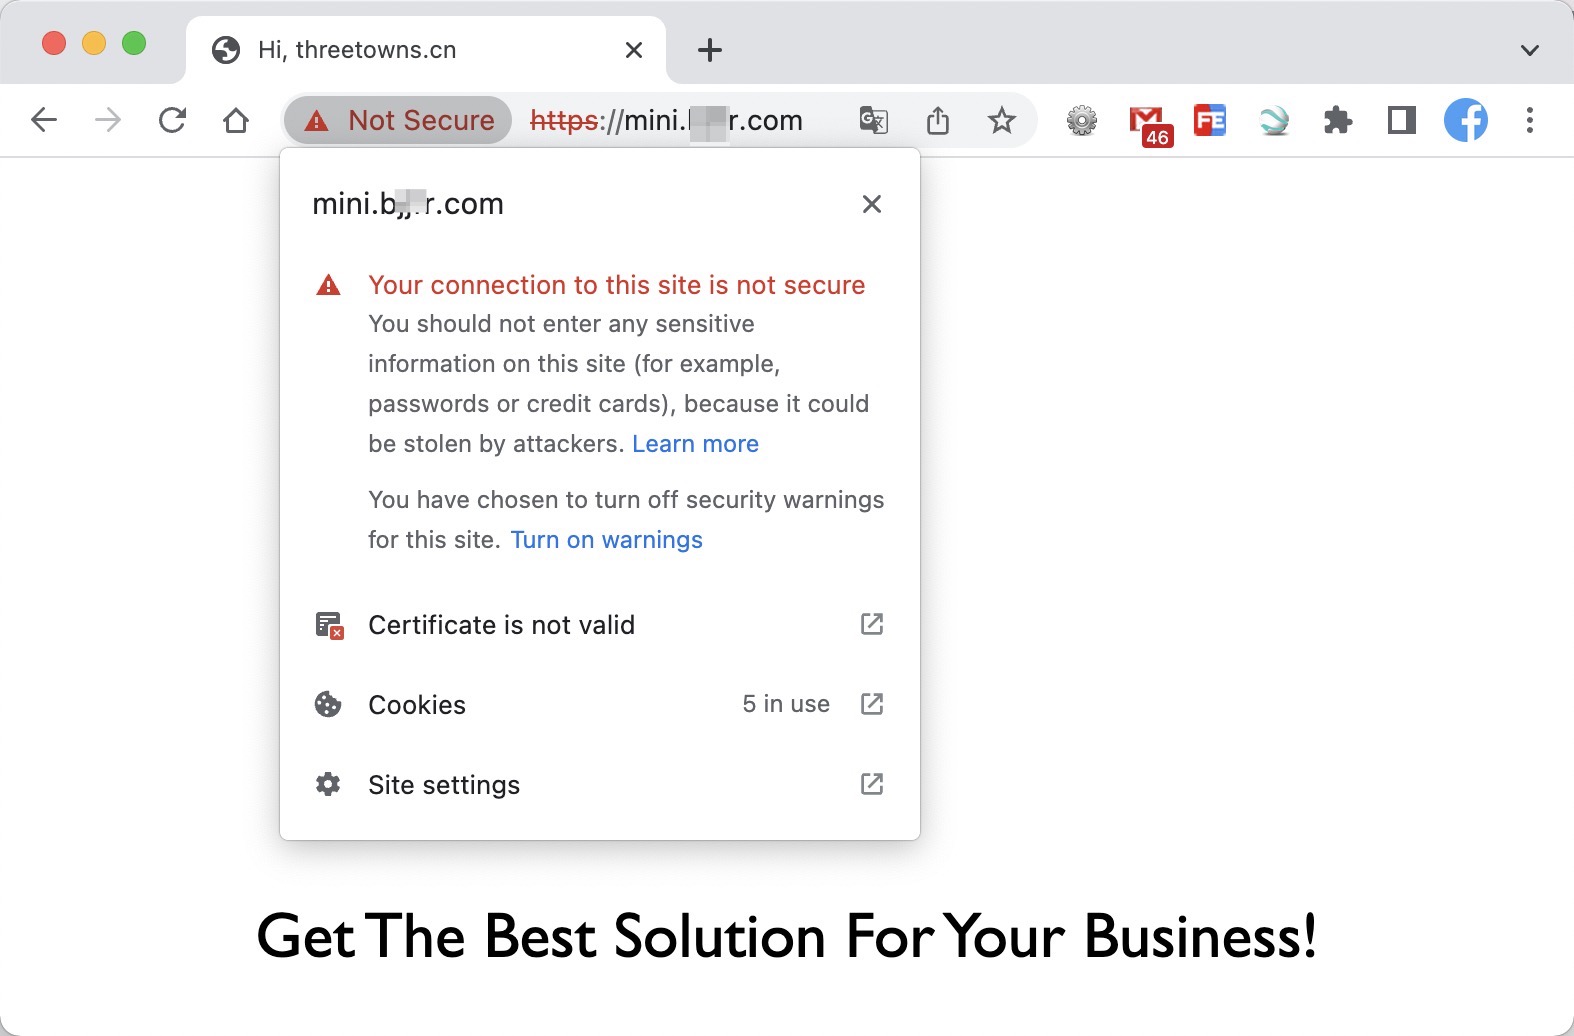 Hi, threetowns.cn
Not Secure
https://mini. r.com
46
FE
mini.b r.com
Your connection to this site is not secure
You should not enter any sensitive
information on this site (for example,
passwords or credit cards), because it could
be stolen by attackers. Learn more
You have chosen to turn off security warnings
for this site. Turn on warnings
Certificate is not valid
Cookies
5 in use
Site settings
Get The Best Solution For Your Business!